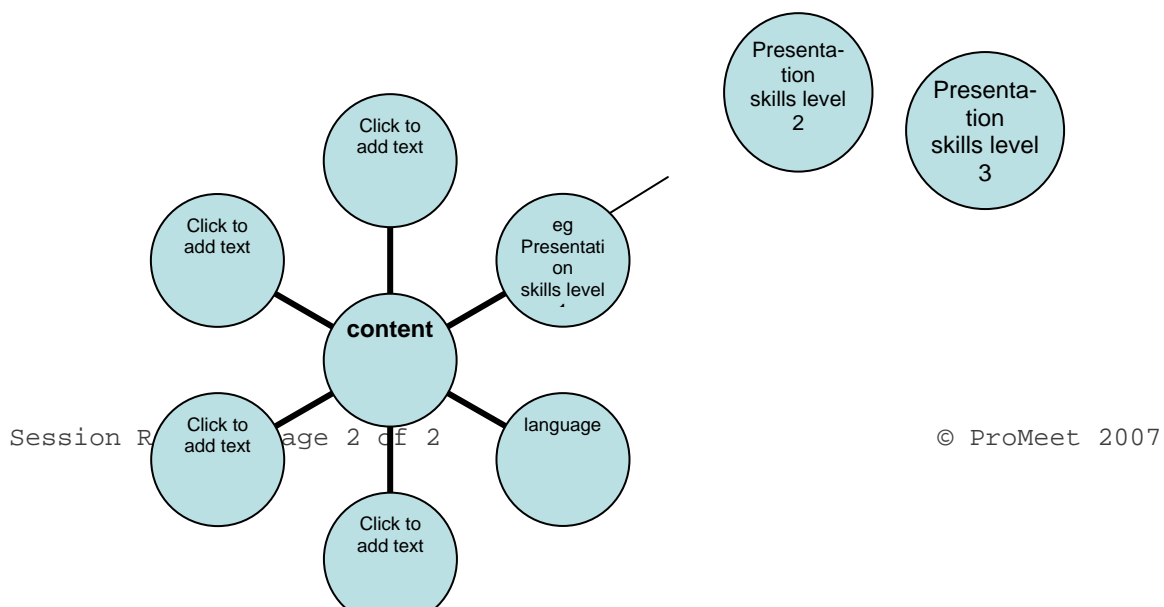 Presenta-
tion
skills level
2
Presenta-
tion
skills level
3
Click to
add text
Click to
add text
eg
Presentati
on
skills level
content
Click to
add text
language
Session R
age 2 of 2
© ProMeet 2007
Click to
add text